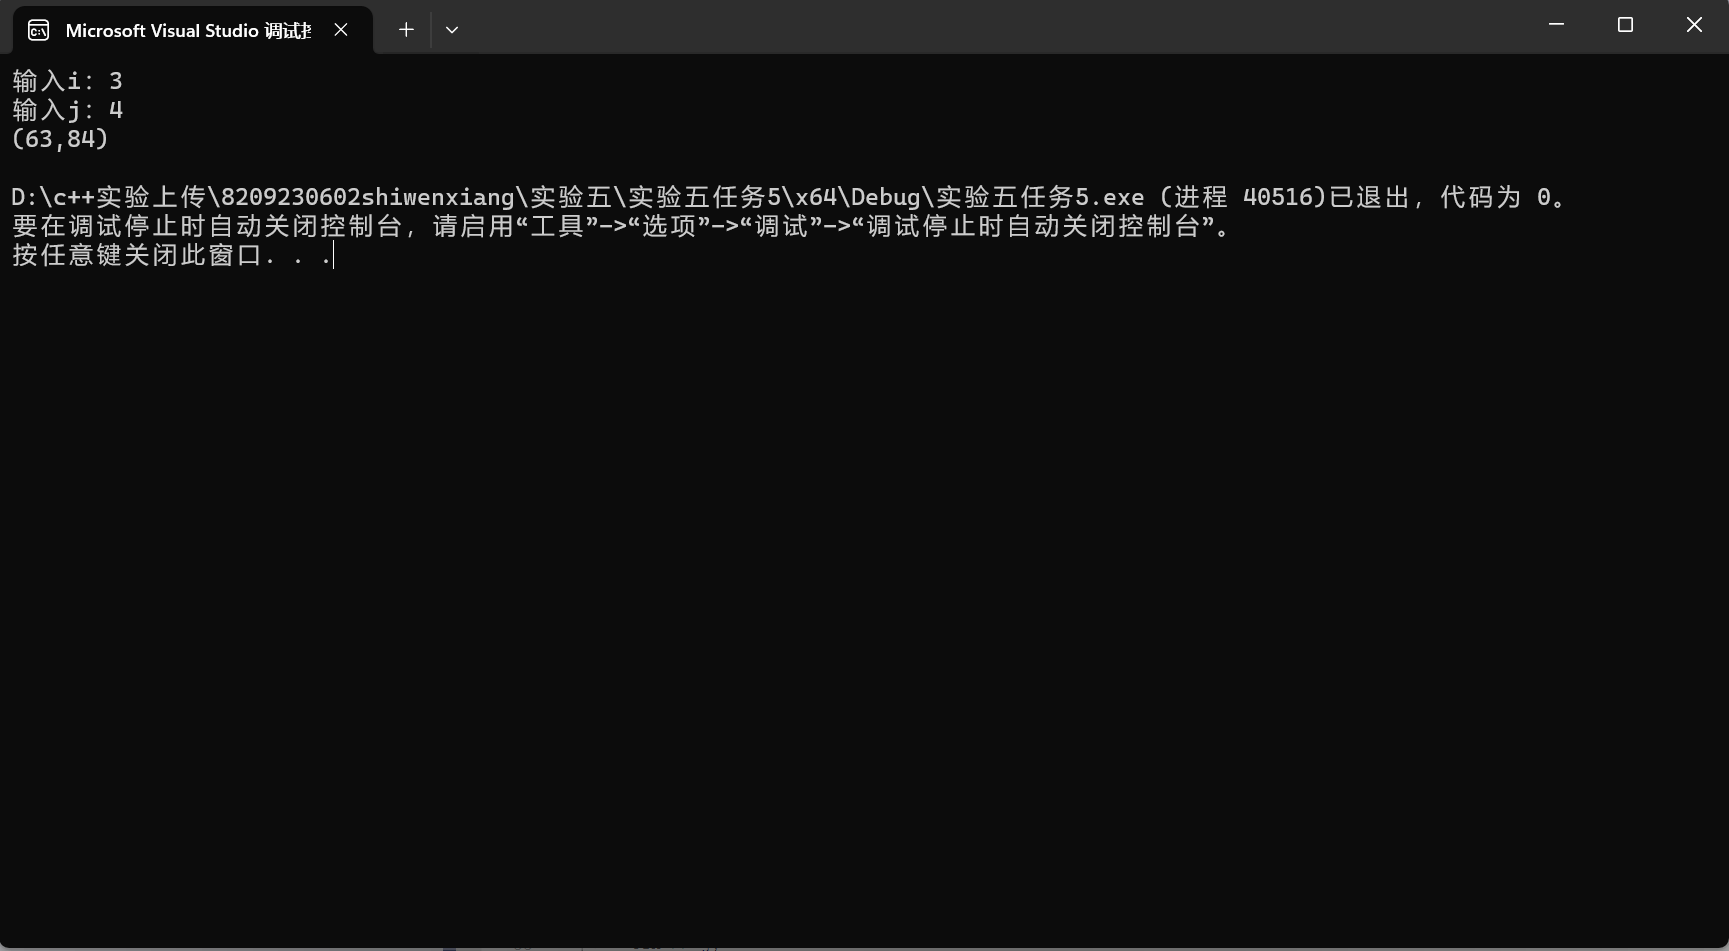 Microsoft Visual Studio 调试
输入i: 3
输入j: 4
(63,84)
D:\c++实验上传\8209230602shiwenxiang\实验五\实验五任务5\x64\Debug\实验五任务5.exe (进程 40516)已退出，代码为 0。
要在调试停止时自动关闭控制台，请启用“工具”->“选项”->“调试”->“调试停止时自动关闭控制台”。
按任意键关闭此窗口. . .